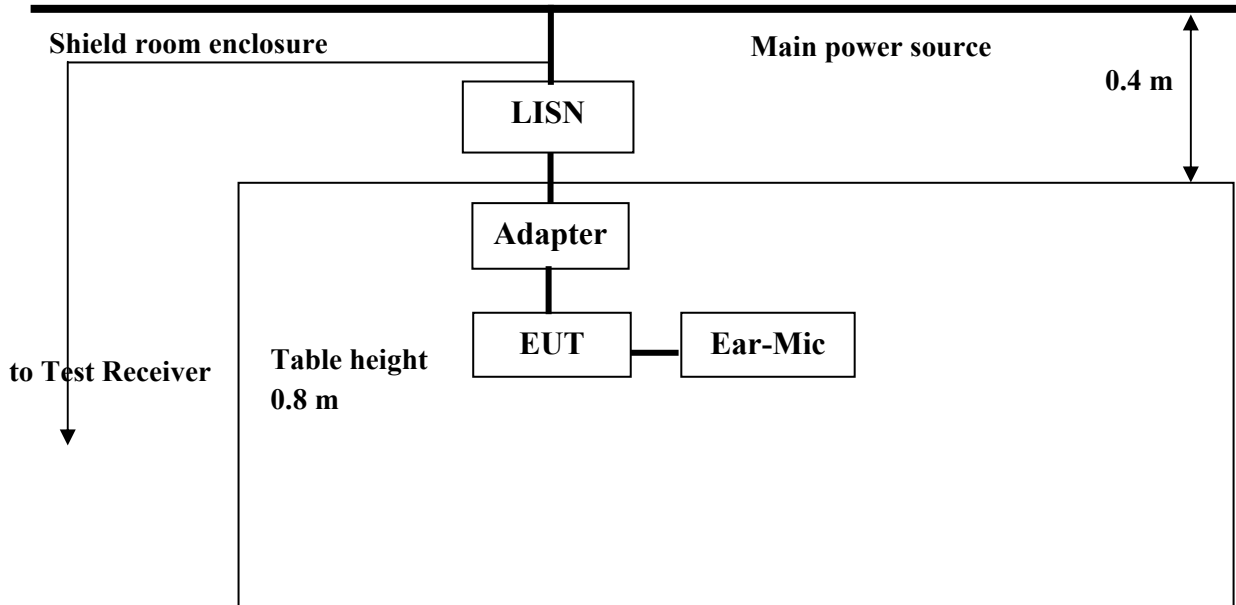 Shield room enclosure
Main power source
0.4 m
LISN
Adapter
EUT
Ear-Mic
to Test Receiver
Table height
0.8 m